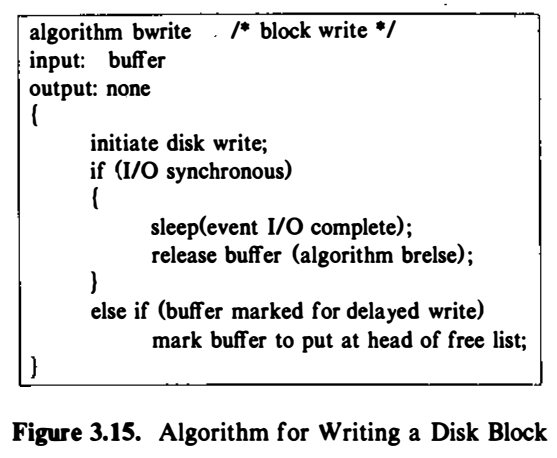 algorithm bwrite /* block write */
input: buffer
output: none
{
initiate disk write;
if (I/O synchronous)
{
sleep(event I/O complete);
release buffer (algorithm brelse);
}
else if (buffer marked for delayed write)
mark buffer to put at head of free list;
}
Figure 3.15. Algorithm for Writing a Disk Block